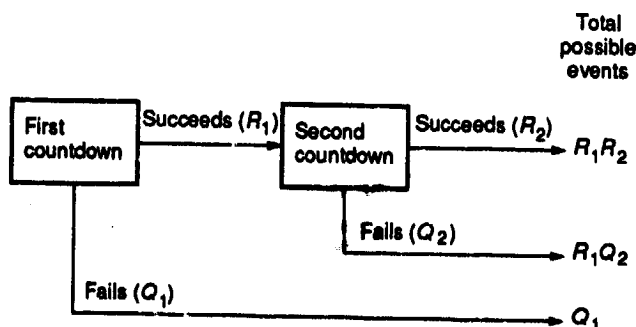 Total
possible
events
First
countdown
Succeeds (R₁)
Second
countdown
Succeeds (R₂)
R₁R₂
Fails (Q₂)
R₁Q₂
Fails (Q₁)
Q₁